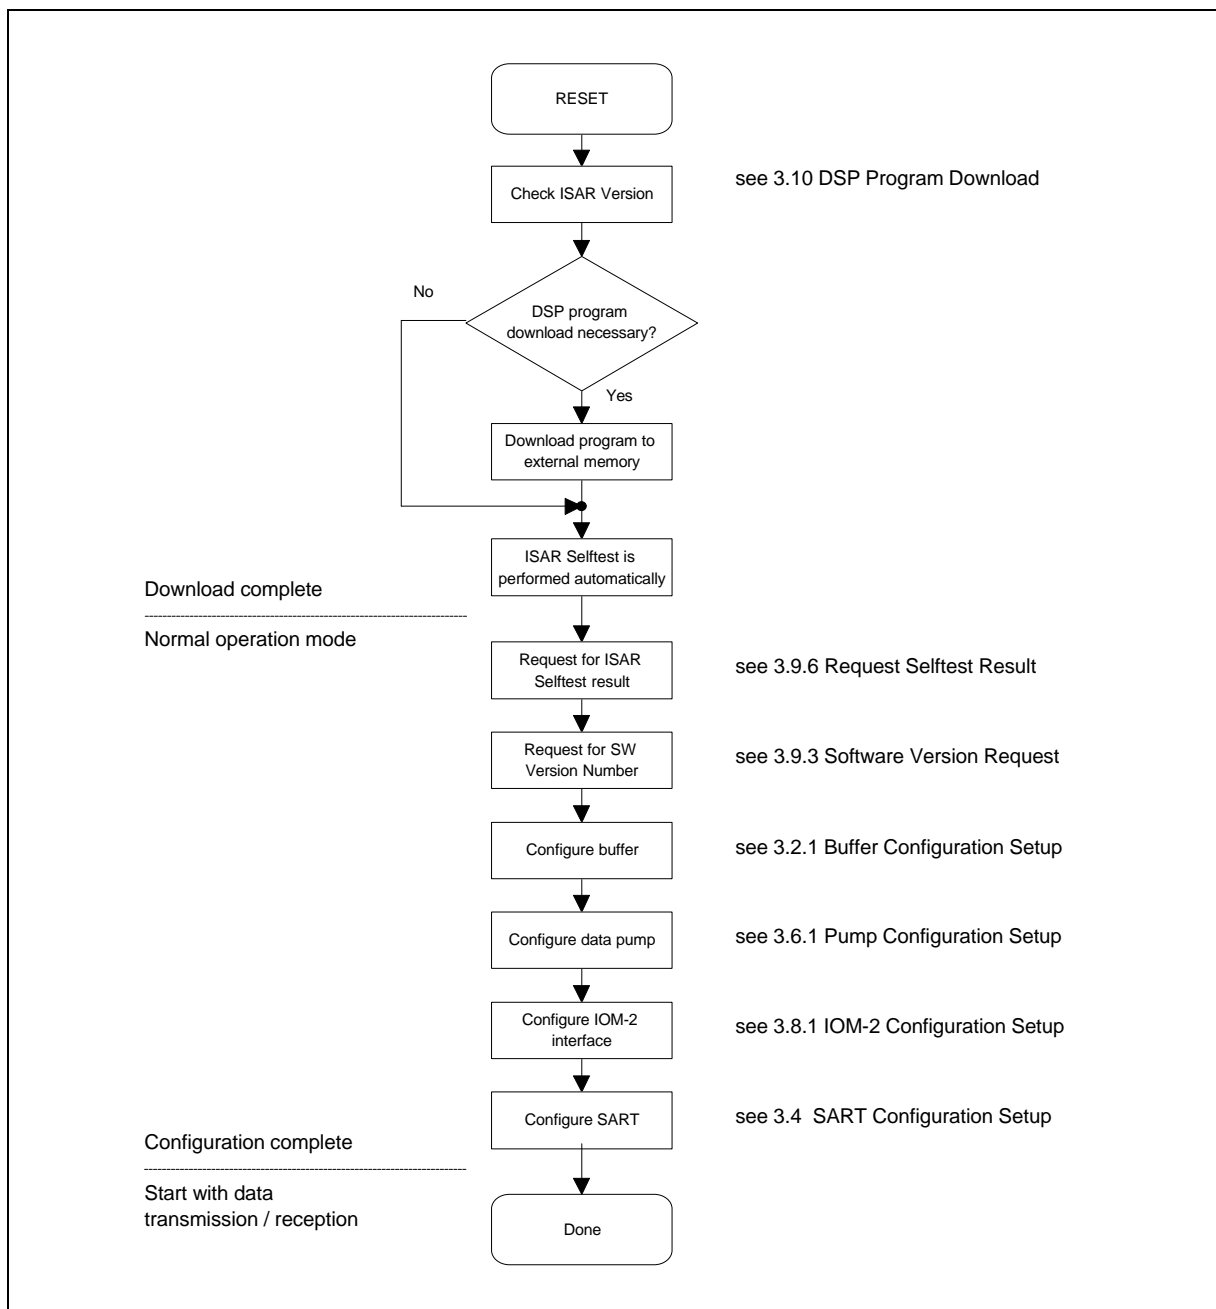 RESET
Check ISAR Version
see 3.10 DSP Program Download
No
DSP program
download necessary?
Yes
Download program to
external memory
ISAR Selftest is
performed automatically
Download complete
Normal operation mode
Request for ISAR
Selftest result
see 3.9.6 Request Selftest Result
Request for SW
Version Number
see 3.9.3 Software Version Request
Configure buffer
see 3.2.1 Buffer Configuration Setup
Configure data pump
see 3.6.1 Pump Configuration Setup
Configure IOM-2
interface
see 3.8.1 IOM-2 Configuration Setup
Configure SART
see 3.4 SART Configuration Setup
Configuration complete
Start with data
transmission / reception
Done